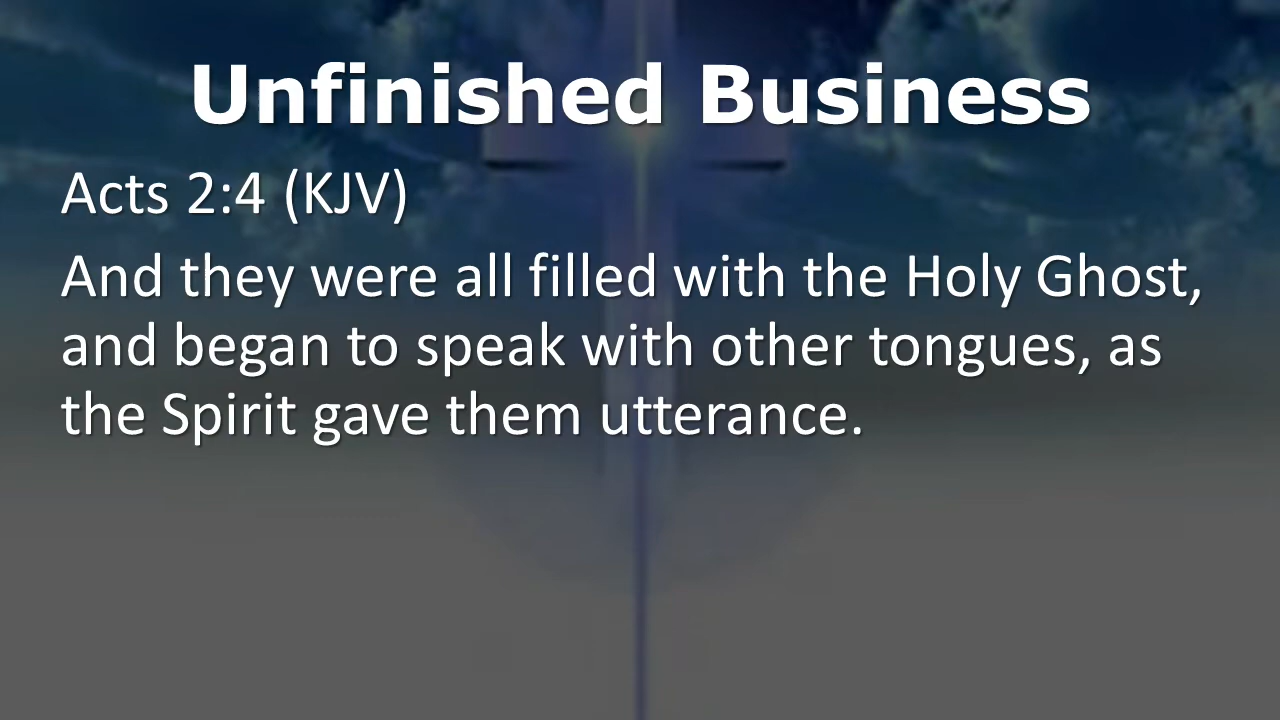 Unfinished Business
Acts 2:4 (KJV)
And they were all filled with the Holy Ghost,
and began to speak with other tongues, as
the Spirit gave them utterance.